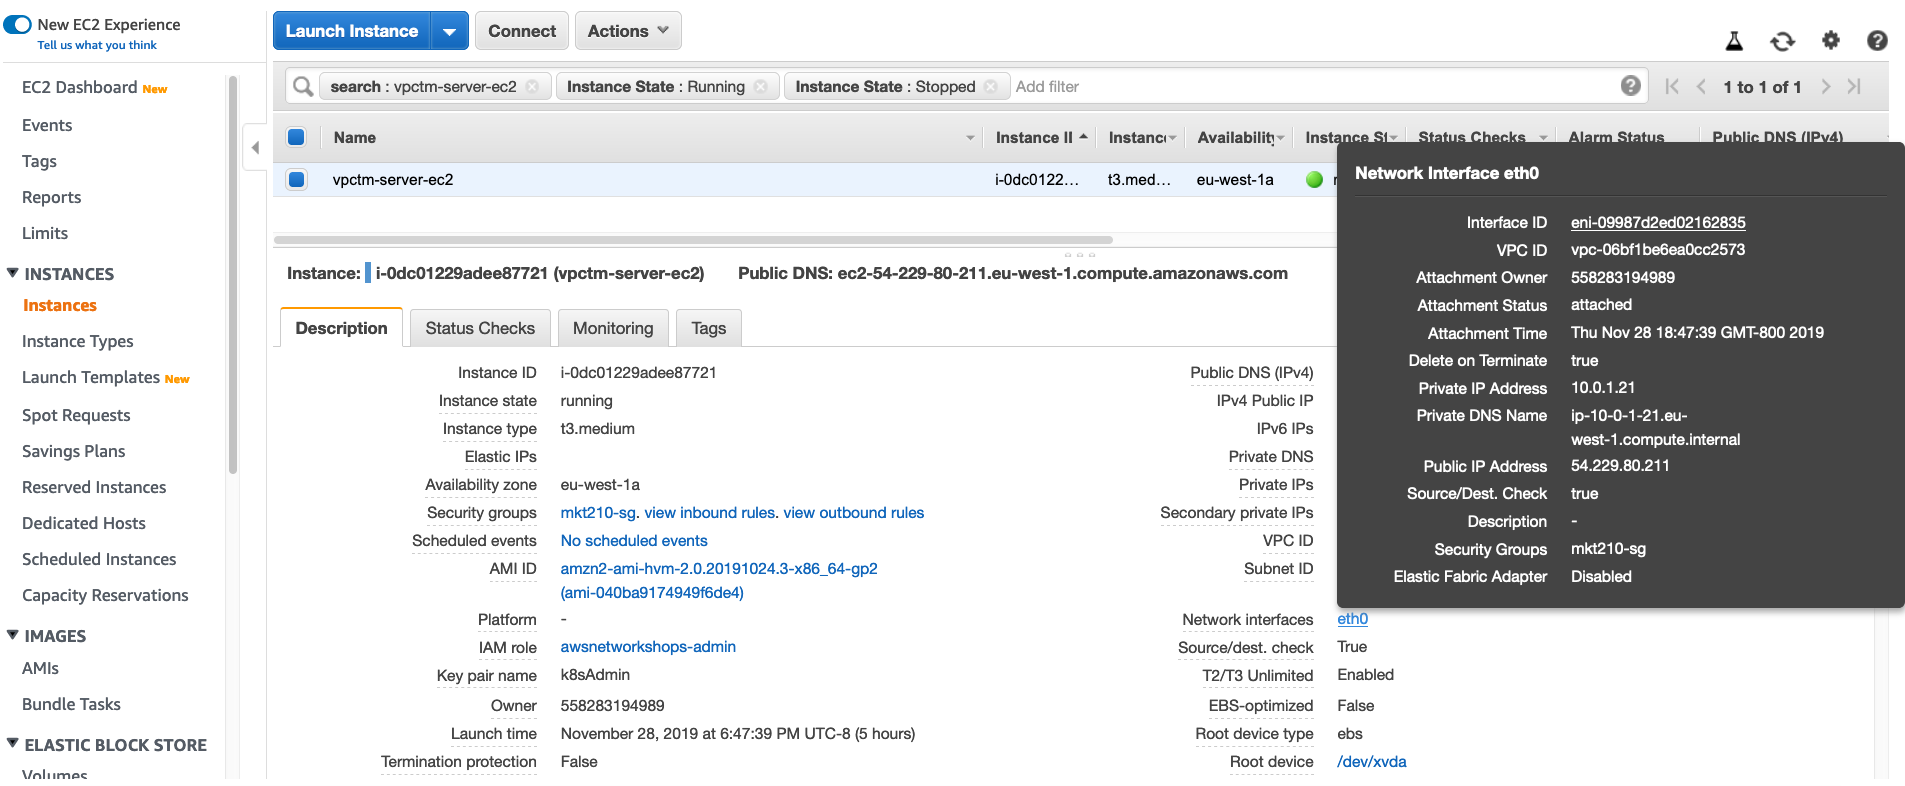 New EC2 Experience
Tell us what you think
EC2 Dashboard New
Events
Tags
Reports
Limits
INSTANCES
Instances
Instance Types
Launch Templates New
Spot Requests
Savings Plans
Reserved Instances
Dedicated Hosts
Scheduled Instances
Capacity Reservations
IMAGES
AMIs
Bundle Tasks
ELASTIC BLOCK STORE
Volumes
Launch Instance Connect Actions
search : vpctm-server-ec2 Instance State : Running Instance State : Stopped Add filter 1 to 1 of 1
Name Instance II Instanc Availability Instance St Status Checks Alarm Status Public DNS (IPv4)
vpctm-server-ec2 i-0dc0122... t3.med... eu-west-1a
Instance: i-0dc01229adee87721 (vpctm-server-ec2) Public DNS: ec2-54-229-80-211.eu-west-1.compute.amazonaws.com
Description Status Checks Monitoring Tags
Instance ID i-0dc01229adee87721
Instance state running
Instance type t3.medium
Elastic IPs
Availability zone eu-west-1a
Security groups mkt210-sg. view inbound rules. view outbound rules
Scheduled events No scheduled events
AMI ID amzn2-ami-hvm-2.0.20191024.3-x86_64-gp2
(ami-040ba9174949f6de4)
Platform -
IAM role awsnetworkshops-admin
Key pair name k8sAdmin
Owner 558283194989
Launch time November 28, 2019 at 6:47:39 PM UTC-8 (5 hours)
Termination protection False
Public DNS (IPv4)
IPv4 Public IP
IPv6 IPs
Private DNS
Private IPs
Secondary private IPs
VPC ID
Subnet ID
Network interfaces eth0
Source/dest. check True
T2/T3 Unlimited Enabled
EBS-optimized False
Root device type ebs
Root device /dev/xvda
Network Interface eth0
Interface ID eni-09987d2ed02162835
VPC ID vpc-06bf1be6ea0cc2573
Attachment Owner 558283194989
Attachment Status attached
Attachment Time Thu Nov 28 18:47:39 GMT-800 2019
Delete on Terminate true
Private IP Address 10.0.1.21
Private DNS Name ip-10-0-1-21.eu-
west-1.compute.internal
Public IP Address 54.229.80.211
Source/Dest. Check true
Description -
Security Groups mkt210-sg
Elastic Fabric Adapter Disabled